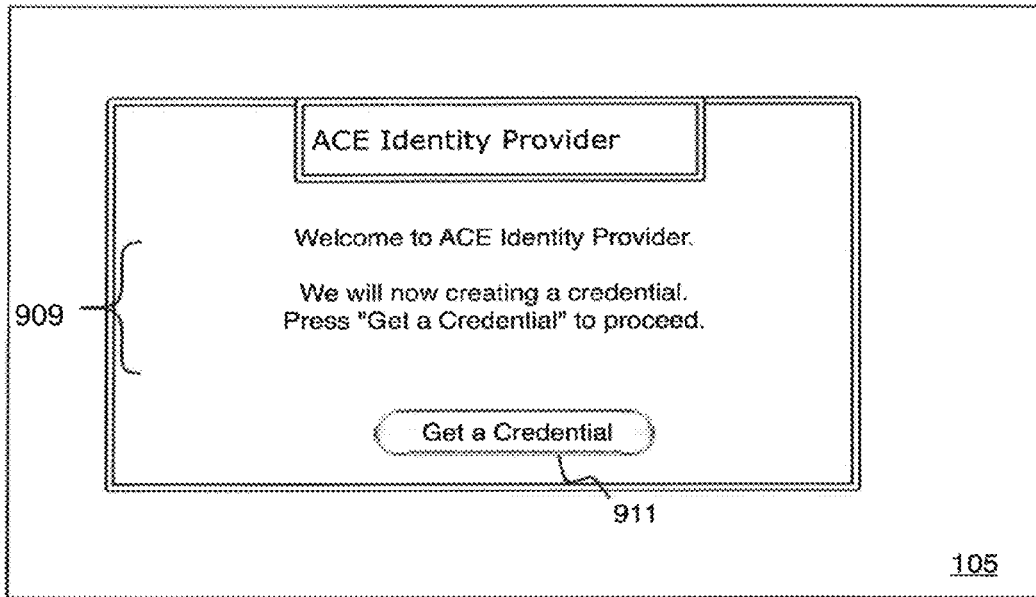 ACE Identity Provider
Welcome to ACE Identity Provider.
We will now creating a credential.
Press "Get a Credential" to proceed.
909
Get a Credential
911
105